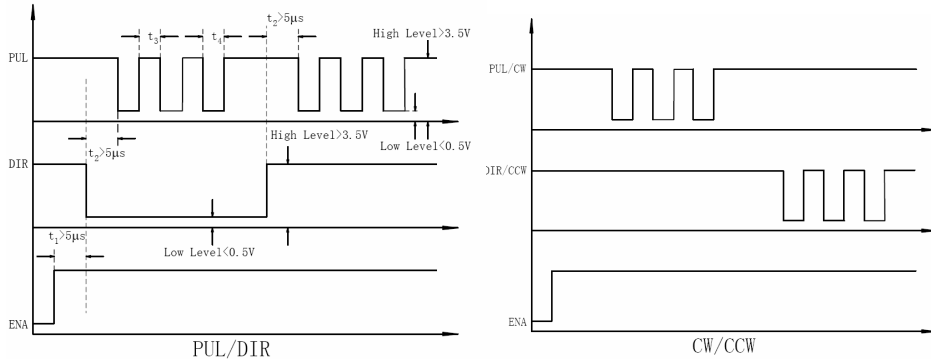 t2>5μs
t3
t4
High Level>3.5V
PUL
Low Level<0.5V
t2>5μs
High Level>3.5V
DIR
t1>5μs
Low Level<0.5V
ENA
PUL/DIR
PUL/CW
DIR/CCW
ENA
CW/CCW